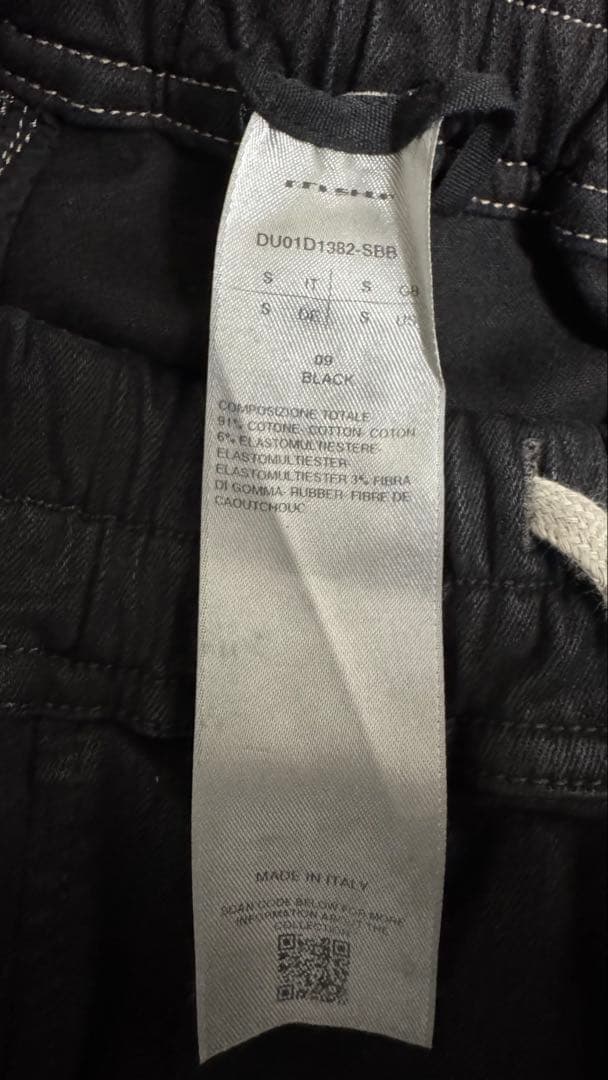 DU01D1382-SBB
S IT S GB
S DE S US
09
BLACK
COMPOSIZIONE TOTALE
91% COTONE- COTTON- COTON
6% ELASTOMULTIESTERE-
ELASTOMULTIESTER-
ELASTOMULTIESTER 3% FIBRA
DI GOMMA- RUBBER- FIBRE DE
CAOUTCHOUC
MADE IN ITALY
SCAN CODE BELOW FOR MORE
INFORMATION ABOUT THE
COLLECTION